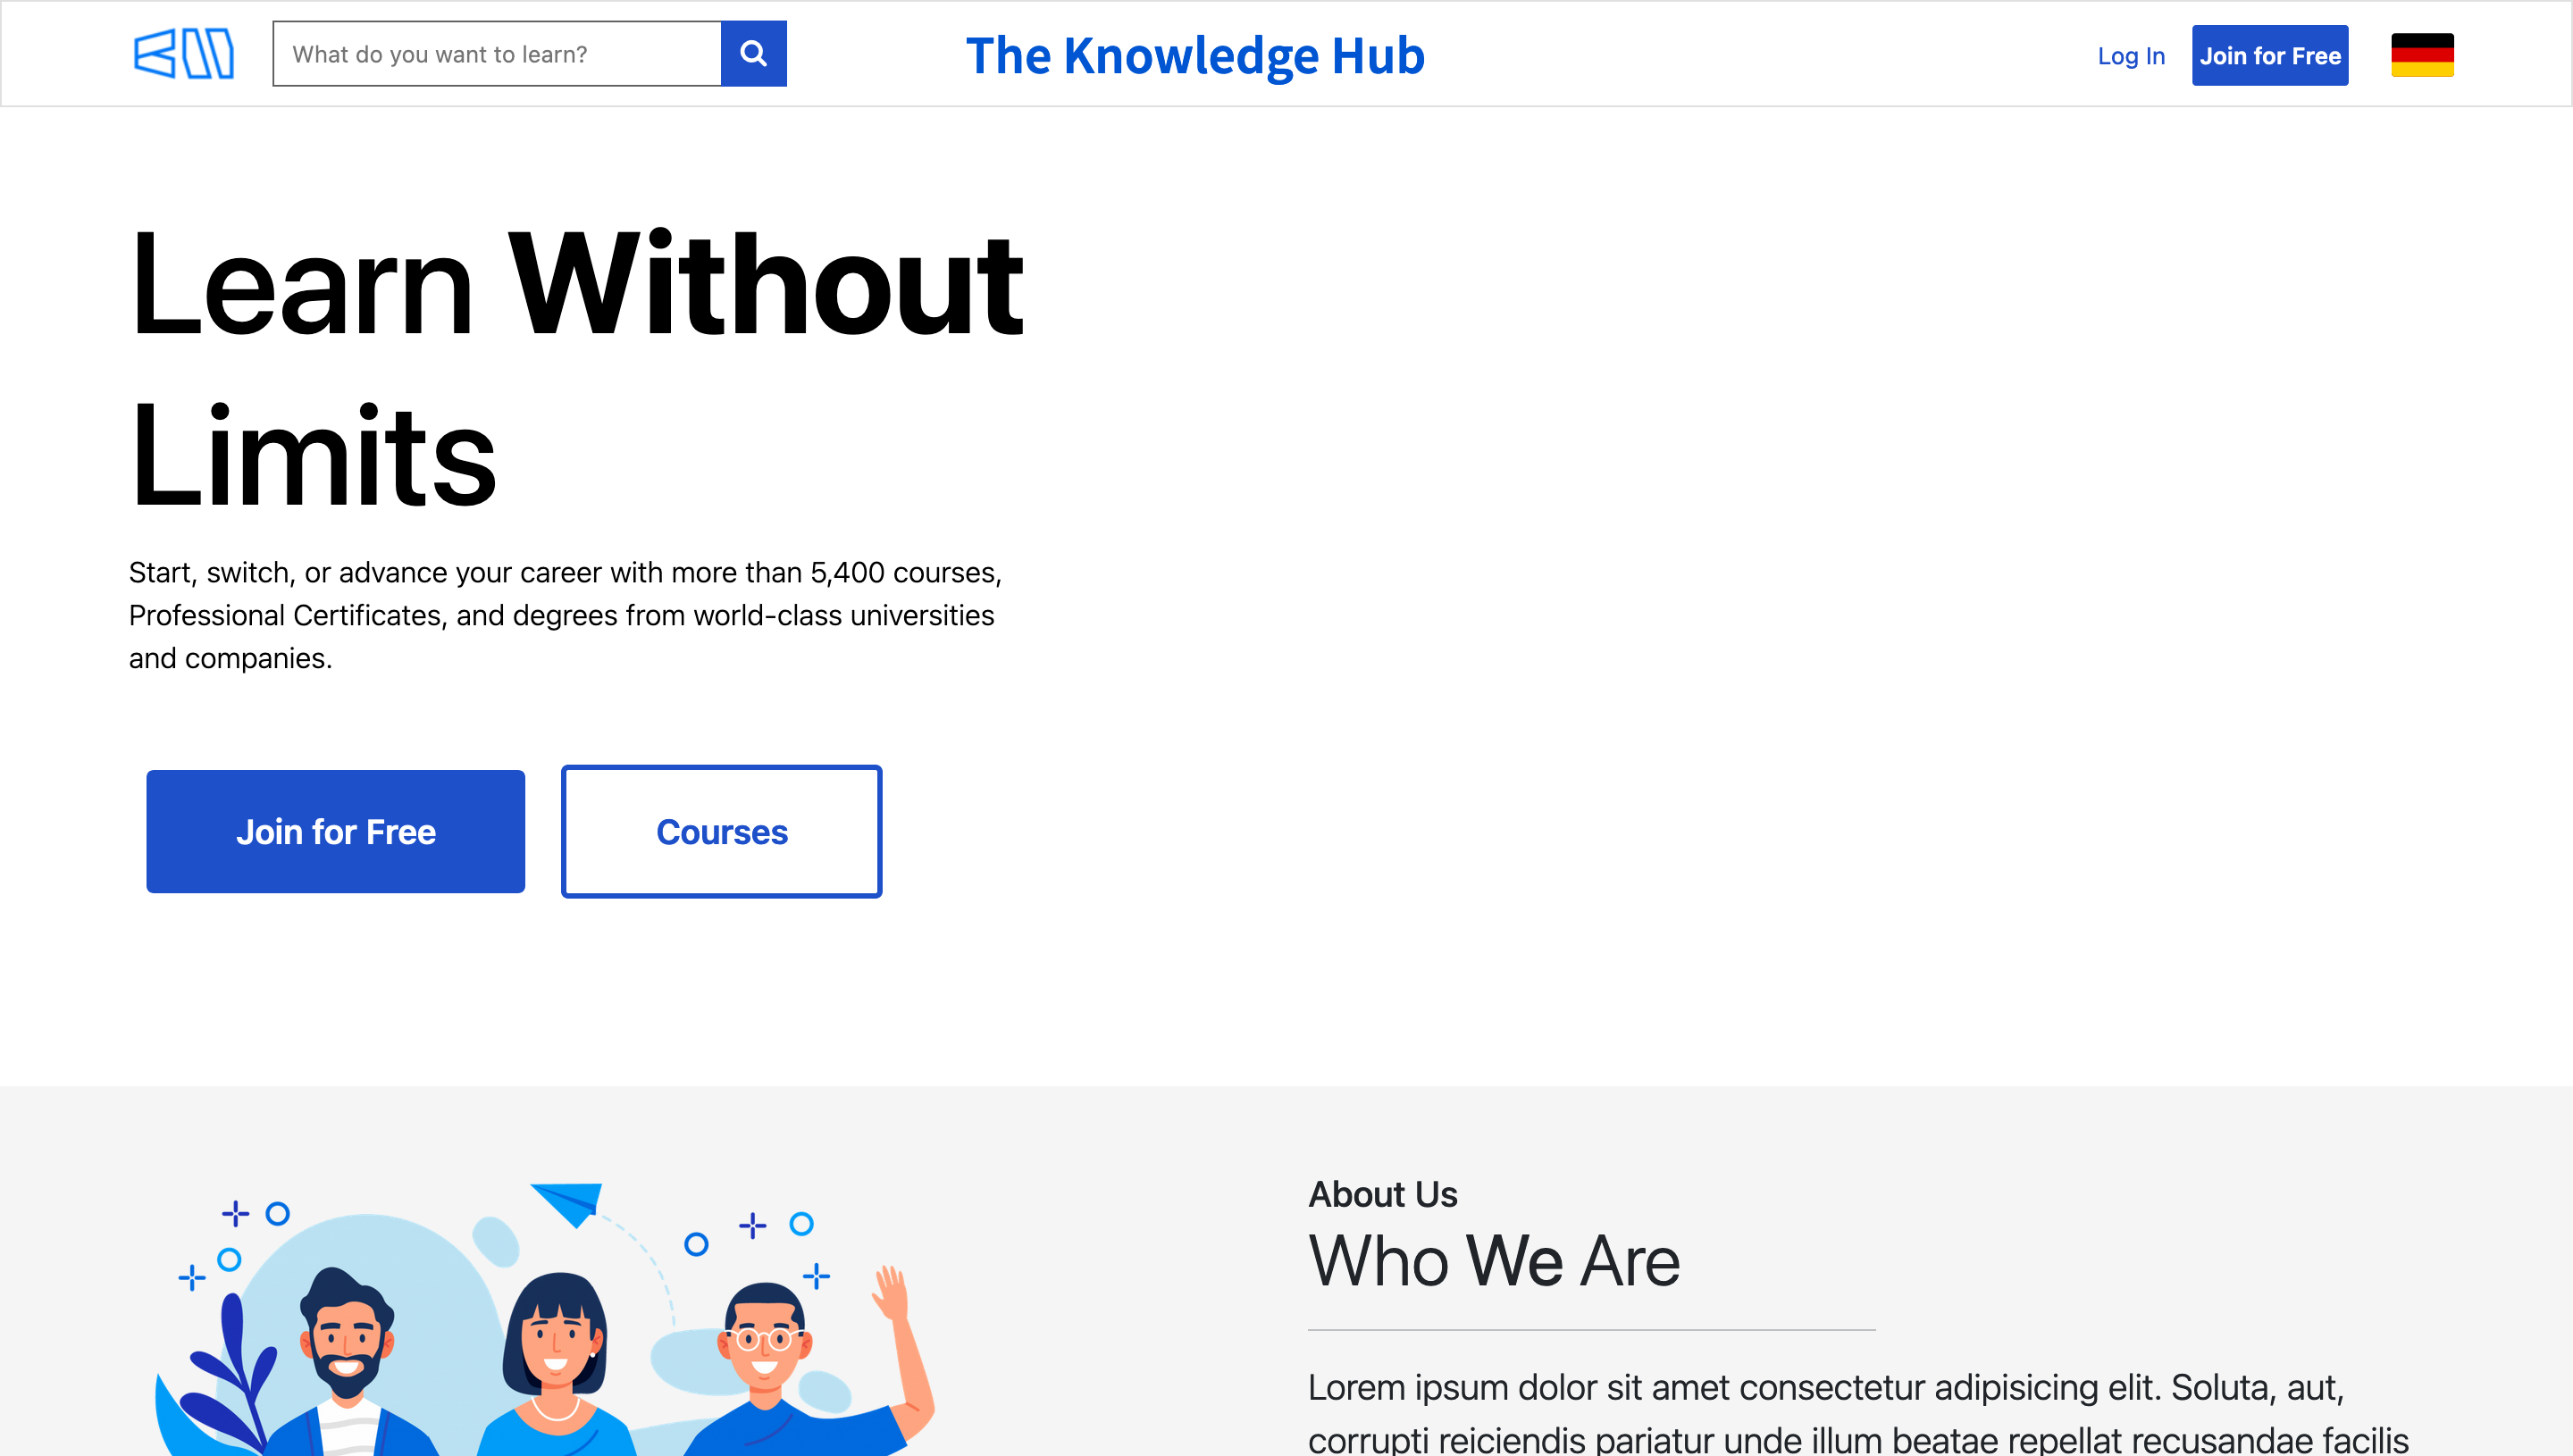 What do you want to learn?
The Knowledge Hub
Log In
Join for Free
Learn Without
Limits
Start, switch, or advance your career with more than 5,400 courses,
Professional Certificates, and degrees from world-class universities
and companies.
Join for Free
Courses
About Us
Who We Are
Lorem ipsum dolor sit amet consectetur adipisicing elit. Soluta, aut,
corrupti reiciendis pariatur unde illum beatae repellat recusandae facilis